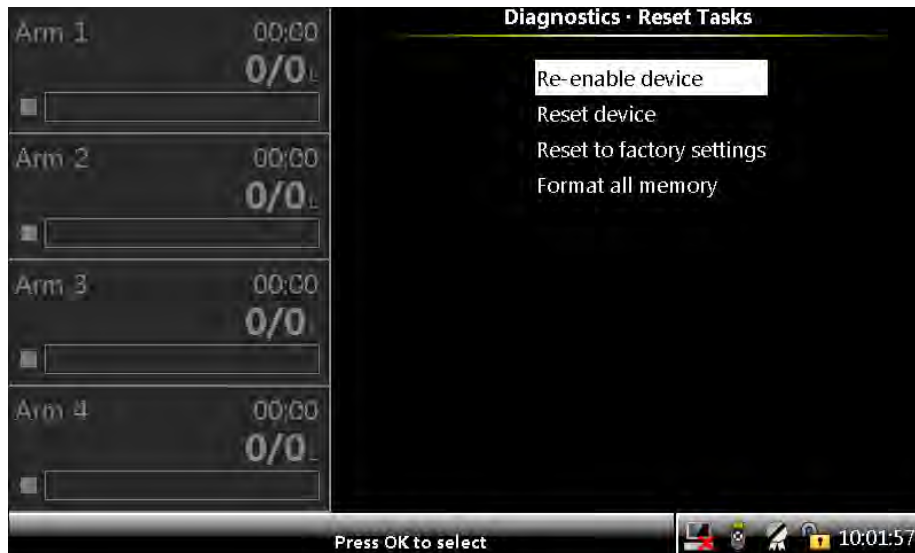 Arm 1 00:00
0/0 L
Arm 2 00:00
0/0 L
Arm 3 00:00
0/0 L
Arm 4 00:00
0/0 L
Diagnostics · Reset Tasks
Re-enable device
Reset device
Reset to factory settings
Format all memory
Press OK to select
10:01:57